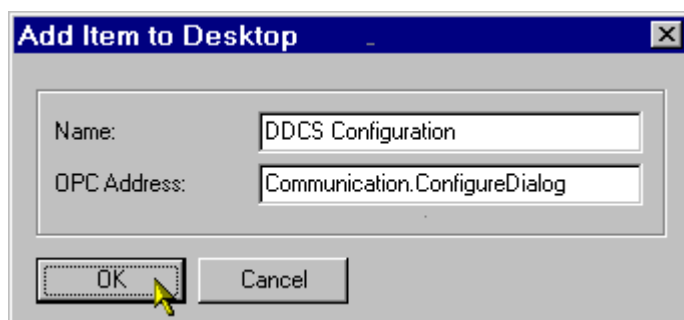 Add Item to Desktop
Name: DDCS Configuration
OPC Address: Communication.ConfigureDialog
OK Cancel